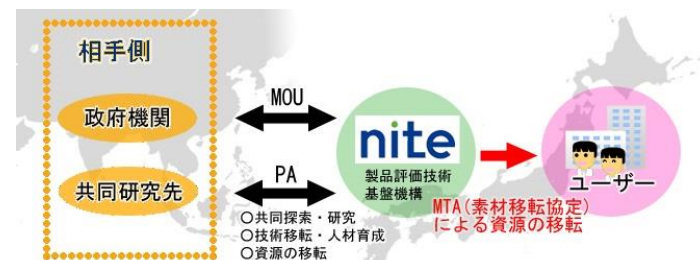 相手側
政府機関
共同研究先
MOU
PA
○共同探索・研究
○技術移転・人材育成
○資源の移転
nite
製品評価技術
基盤機構
MTA(素材移転協定)
による資源の移転
ユーザー